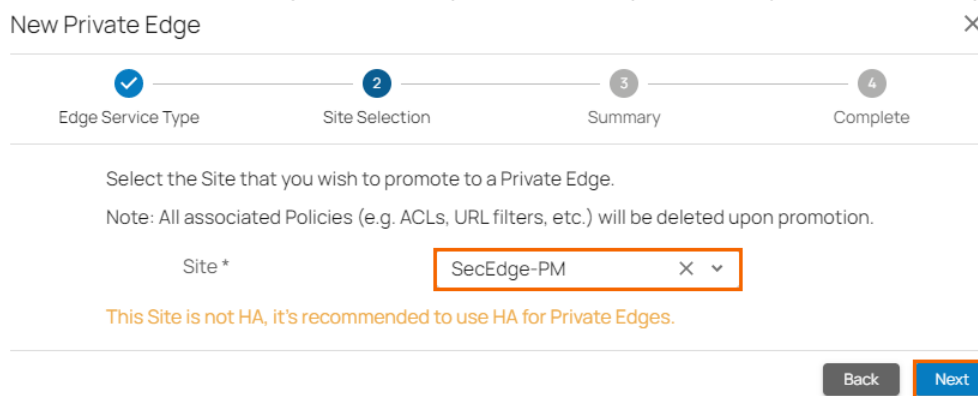 New Private Edge
2
3
4
Edge Service Type
Site Selection
Summary
Complete
Select the Site that you wish to promote to a Private Edge.
Note: All associated Policies (e.g. ACLs, URL filters, etc.) will be deleted upon promotion.
Site *
SecEdge-PM
This Site is not HA, it's recommended to use HA for Private Edges.
Back
Next